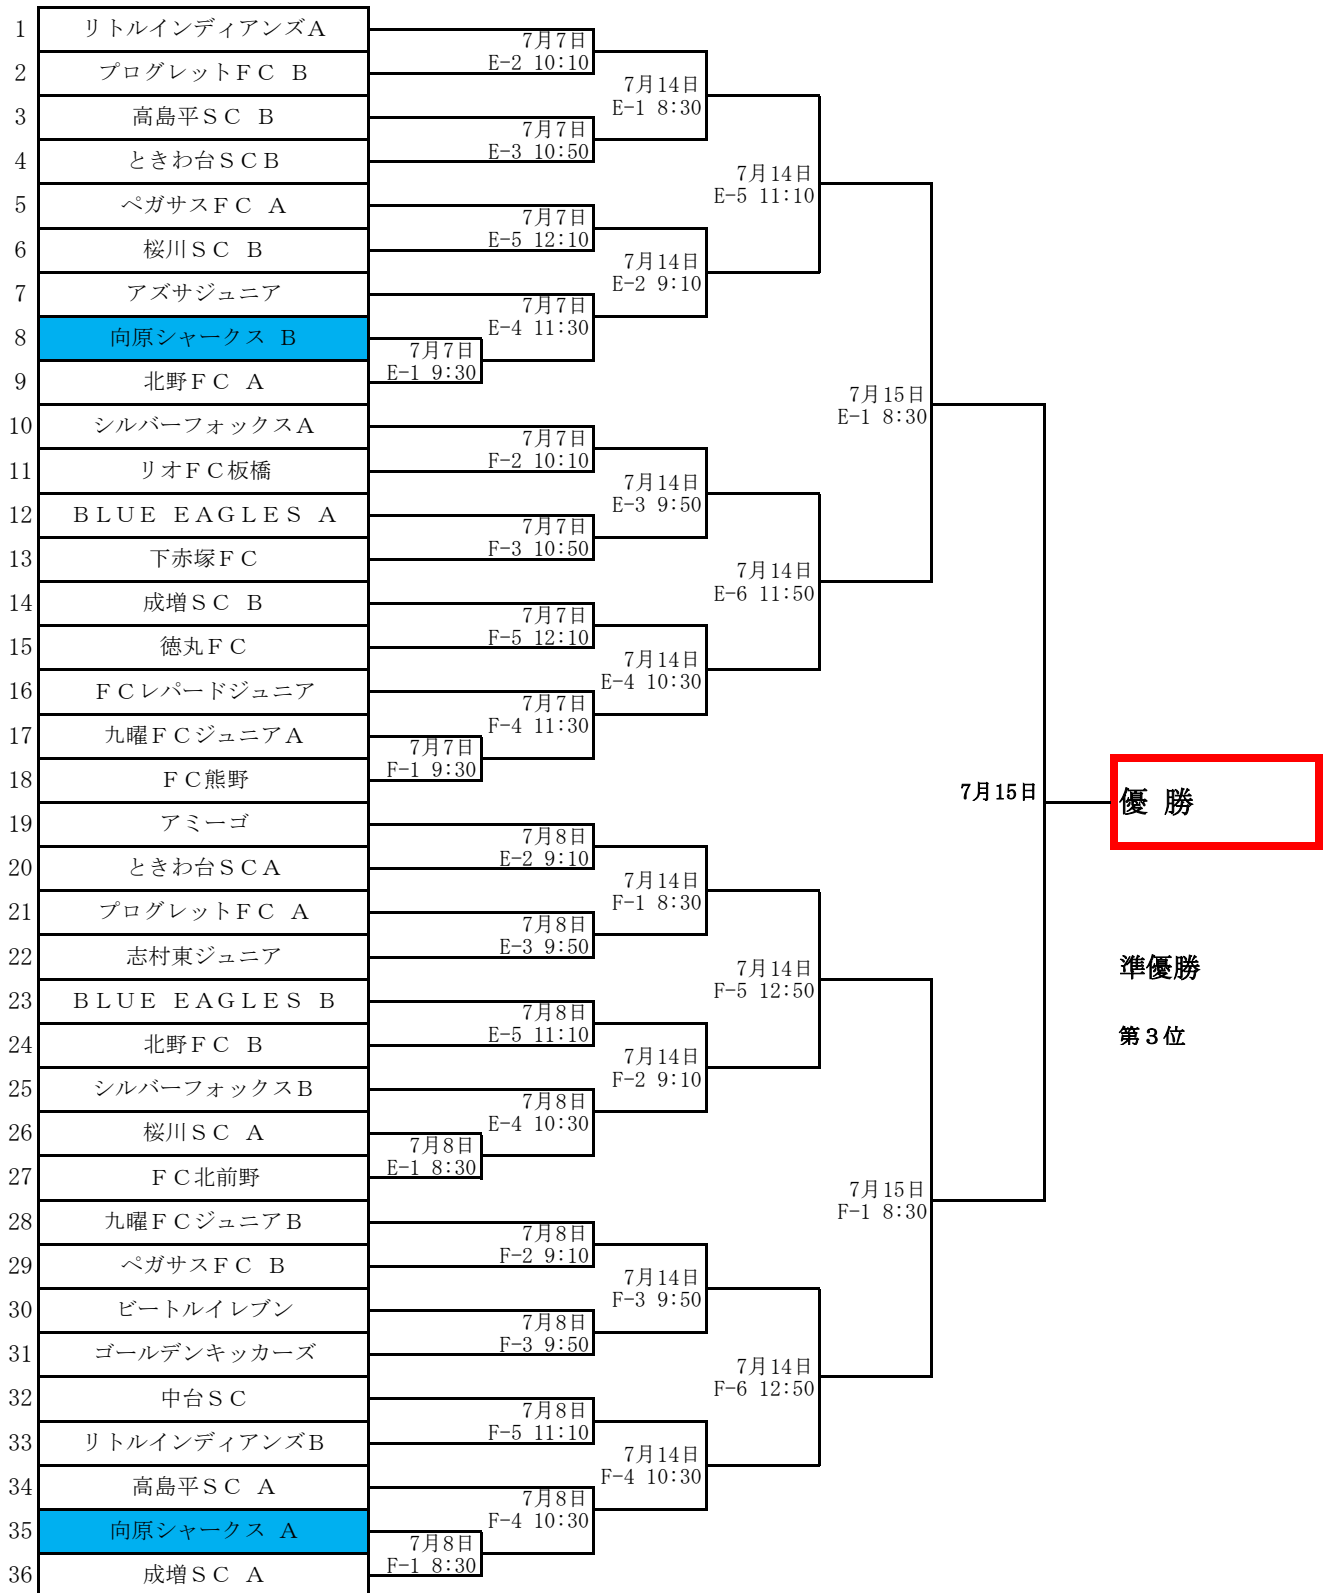 1 リトルインディアンズA
2 プログレットFC B
7月7日
E-2 10:10
3 高島平SC B
4 ときわ台SCB
7月7日
E-3 10:50
7月14日
E-1 8:30
5 ペガサスFC A
6 桜川SC B
7月7日
E-5 12:10
7 アズサジュニア
8 向原シャークス B
9 北野FC A
7月7日
E-1 9:30
7月7日
E-4 11:30
7月14日
E-2 9:10
7月14日
E-5 11:10
10 シルバーフォックスA
11 リオFC板橋
7月7日
F-2 10:10
12 BLUE EAGLES A
13 下赤塚FC
7月7日
F-3 10:50
7月14日
E-3 9:50
14 成増SC B
15 徳丸FC
7月7日
F-5 12:10
16 FCレパードジュニア
17 九曜FCジュニアA
18 FC熊野
7月7日
F-1 9:30
7月7日
F-4 11:30
7月14日
E-4 10:30
7月14日
E-6 11:50
7月15日
E-1 8:30
19 アミーゴ
20 ときわ台SCA
7月8日
E-2 9:10
21 プログレットFC A
22 志村東ジュニア
7月8日
E-3 9:50
7月14日
F-1 8:30
23 BLUE EAGLES B
24 北野FC B
7月8日
E-5 11:10
25 シルバーフォックスB
26 桜川SC A
27 FC北前野
7月8日
E-1 8:30
7月8日
E-4 10:30
7月14日
F-2 9:10
7月14日
F-5 12:50
28 九曜FCジュニアB
29 ペガサスFC B
7月8日
F-2 9:10
30 ビートルイレブン
31 ゴールデンキッカーズ
7月8日
F-3 9:50
7月14日
F-3 9:50
32 中台SC
33 リトルインディアンズB
7月8日
F-5 11:10
34 高島平SC A
35 向原シャークス A
36 成増SC A
7月8日
F-1 8:30
7月8日
F-4 10:30
7月14日
F-4 10:30
7月14日
F-6 12:50
7月15日
F-1 8:30
7月15日
優 勝
準優勝
第3位